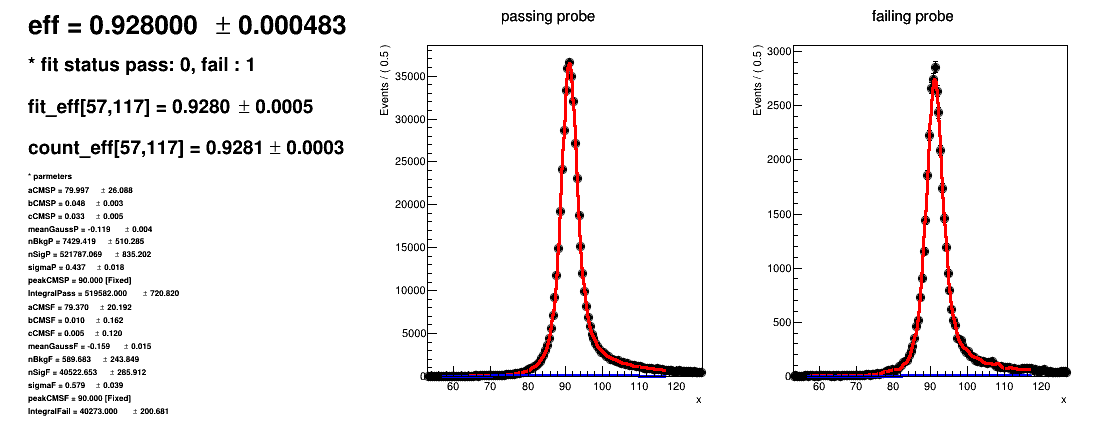 eff = 0.928000 ± 0.000483
* fit status pass: 0, fail : 1
fit_eff[57,117] = 0.9280 ± 0.0005
count_eff[57,117] = 0.9281 ± 0.0003
* parmeters
aCMSP = 79.997 ± 26.088
bCMSP = 0.048 ± 0.003
cCMSP = 0.033 ± 0.005
meanGaussP = -0.119 ± 0.004
nBkgP = 7429.419 ± 510.285
nSigP = 521787.069 ± 835.202
sigmaP = 0.437 ± 0.018
peakCMSP = 90.000 [Fixed]
IntegralPass = 519582.000 ± 720.820
aCMSF = 79.370 ± 20.192
bCMSF = 0.010 ± 0.162
cCMSF = 0.005 ± 0.120
meanGaussF = -0.159 ± 0.015
nBkgF = 589.683 ± 243.849
nSigF = 40522.653 ± 285.912
sigmaF = 0.579 ± 0.039
peakCMSF = 90.000 [Fixed]
IntegralFail = 40273.000 ± 200.681
passing probe
Events / ( 0.5 )
35000
30000
25000
20000
15000
10000
5000
0
60 70 80 90 100 110 120
x
failing probe
Events / ( 0.5 )
3000
2500
2000
1500
1000
500
0
60 70 80 90 100 110 120
x